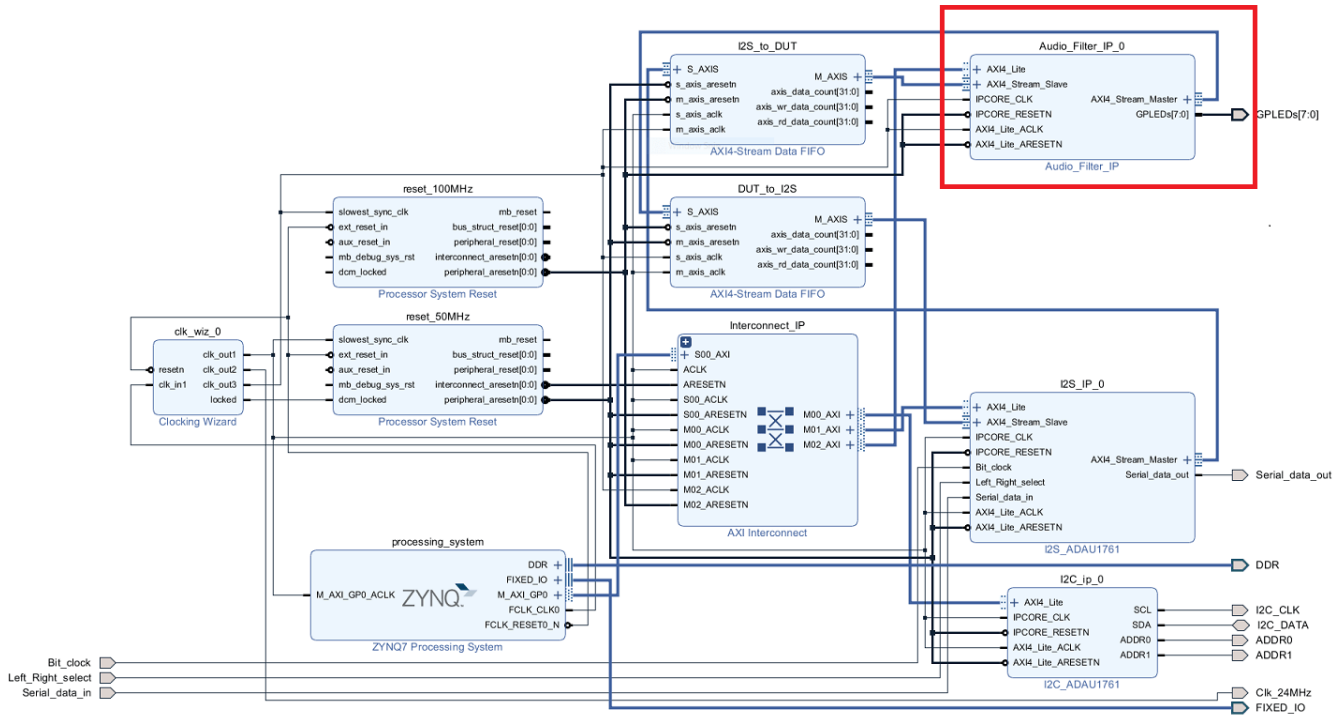 I2S_to_DUT
S_AXIS
s_axis_aresetn
m_axis_aresetn
s_axis_aclk
m_axis_aclk
M_AXIS
axis_data_count[31:0]
axis_wr_data_count[31:0]
axis_rd_data_count[31:0]
AXI4-Stream Data FIFO
Audio_Filter_IP_0
AXI4_Lite
AXI4_Stream_Slave
IPCORE_CLK
IPCORE_RESETN
AXI4_Lite_ACLK
AXI4_Lite_ARESETN
AXI4_Stream_Master
GPLEDs[7:0]
Audio_Filter_IP
GPLEDs[7:0]
reset_100MHz
slowest_sync_clk
ext_reset_in
aux_reset_in
mb_debug_sys_rst
dcm_locked
mb_reset
bus_struct_reset[0:0]
peripheral_reset[0:0]
interconnect_aresetn[0:0]
peripheral_aresetn[0:0]
Processor System Reset
DUT_to_I2S
S_AXIS
s_axis_aresetn
m_axis_aresetn
s_axis_aclk
m_axis_aclk
M_AXIS
axis_data_count[31:0]
axis_wr_data_count[31:0]
axis_rd_data_count[31:0]
AXI4-Stream Data FIFO
clk_wiz_0
resetn
clk_in1
clk_out1
clk_out2
clk_out3
locked
Clocking Wizard
reset_50MHz
slowest_sync_clk
ext_reset_in
aux_reset_in
mb_debug_sys_rst
dcm_locked
mb_reset
bus_struct_reset[0:0]
peripheral_reset[0:0]
interconnect_aresetn[0:0]
peripheral_aresetn[0:0]
Processor System Reset
Interconnect_IP
S00_AXI
ACLK
ARESETN
S00_ACLK
S00_ARESETN
M00_ACLK
M00_ARESETN
M01_ACLK
M01_ARESETN
M02_ACLK
M02_ARESETN
M00_AXI
M01_AXI
M02_AXI
AXI Interconnect
I2S_IP_0
AXI4_Lite
AXI4_Stream_Slave
IPCORE_CLK
IPCORE_RESETN
Bit_clock
Left_Right_select
Serial_data_in
AXI4_Lite_ACLK
AXI4_Lite_ARESETN
AXI4_Stream_Master
Serial_data_out
I2S_ADAU1761
Serial_data_out
processing_system
M_AXI_GP0_ACLK
ZYNQ
DDR
FIXED_IO
M_AXI_GP0
FCLK_CLK0
FCLK_RESET0_N
ZYNQ7 Processing System
DDR
I2C_ip_0
AXI4_Lite
IPCORE_CLK
IPCORE_RESETN
AXI4_Lite_ACLK
AXI4_Lite_ARESETN
SCL
SDA
ADDR0
ADDR1
I2C_ADAU1761
I2C_CLK
I2C_DATA
ADDR0
ADDR1
Bit_clock
Left_Right_select
Serial_data_in
Clk_24MHz
FIXED_IO